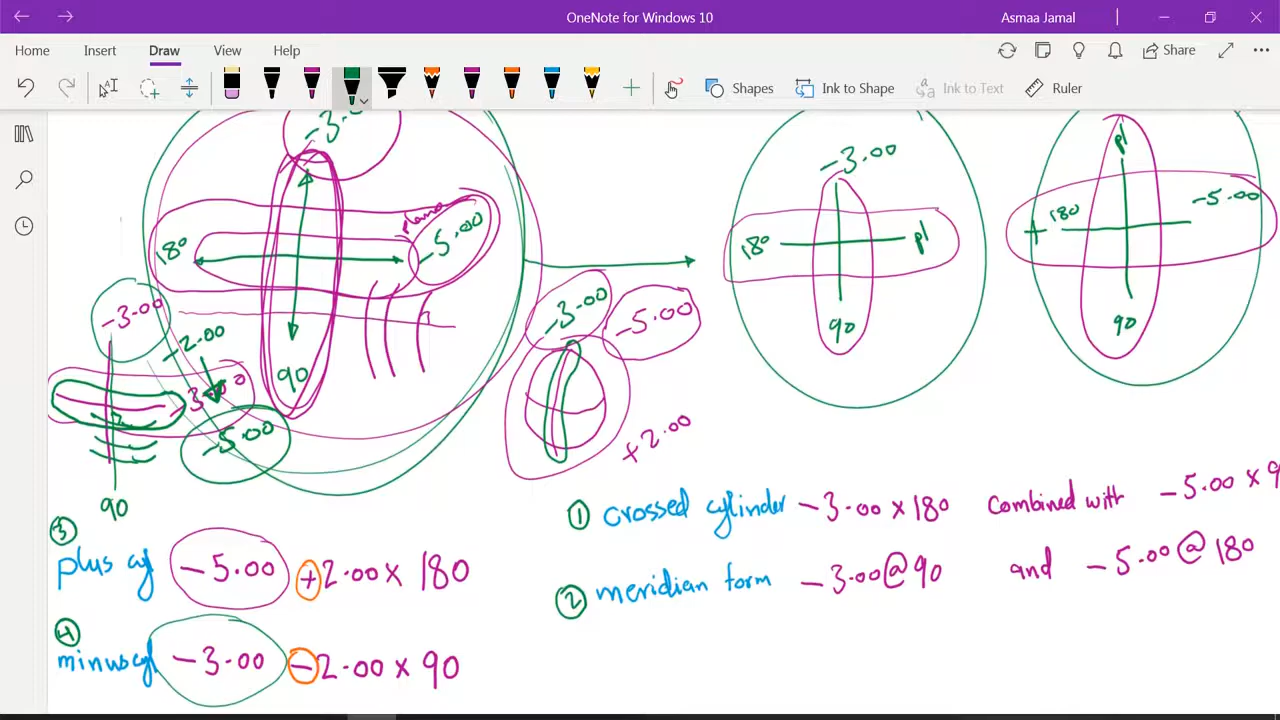 OneNote for Windows 10
Asmaa Jamal
Home Insert Draw View Help
Share
Shapes Ink to Shape Ink to Text Ruler
-3.00
180
plano
-5.00
90
-3.00
-2.00
-3.00
-5.00
90
-3.00
-5.00
+2.00
-3.00
180 pl
90
pl
+ 180 -5.00
90
① crossed cylinder -3.00 x 180 Combined with -5.00 x 9
② meridian form -3.00@90 and -5.00@180
③
plus cyl -5.00 +2.00 x 180
④
minus cyl -3.00 -2.00 x 90